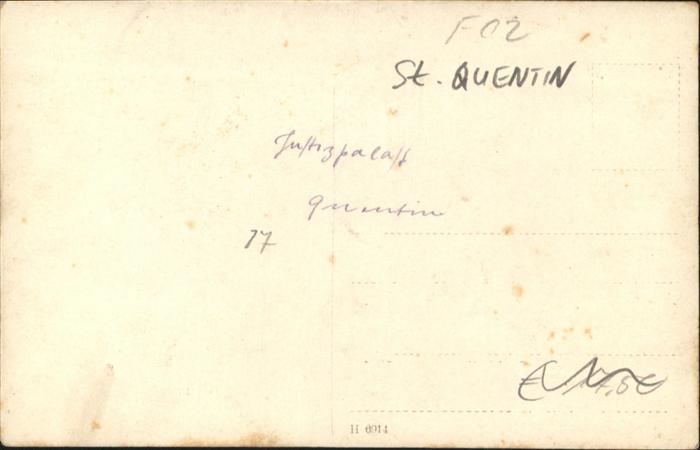 F02
St. QUENTIN
Justizpalast
Quentin
17
H 6914